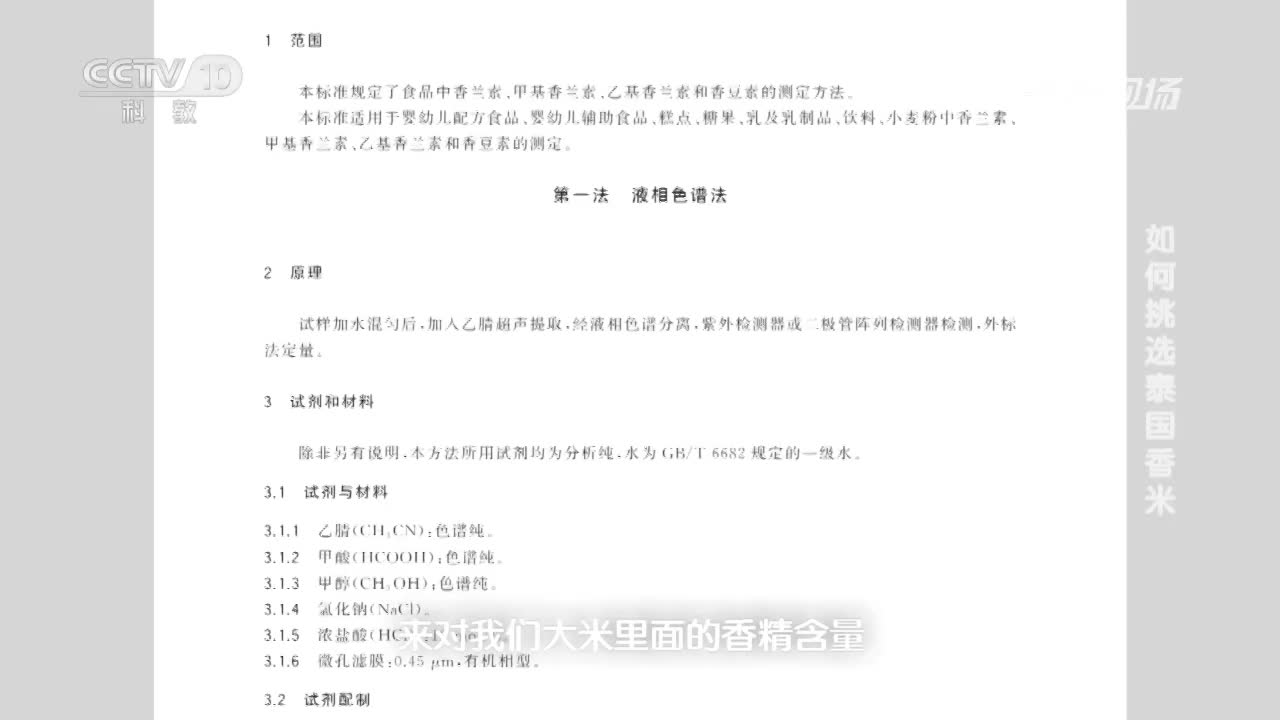 1 范围
CCTV 10
科教
本标准规定了食品中香兰素、甲基香兰素、乙基香兰素和香豆素的测定方法。
本标准适用于婴幼儿配方食品、婴幼儿辅助食品、糕点、糖果、乳及乳制品、饮料、小麦粉中香兰素、
甲基香兰素、乙基香兰素和香豆素的测定。
第一法 液相色谱法
如何挑选泰国香米
2 原理
试样加水混匀后,加入乙腈超声提取,经液相色谱分离,紫外检测器或二极管阵列检测器检测,外标
法定量。
3 试剂和材料
除非另有说明,本方法所用试剂均为分析纯,水为 GB/T 6682 规定的一级水。
3.1 试剂与材料
3.1.1 乙腈(CH₃CN):色谱纯。
3.1.2 甲酸(HCOOH):色谱纯。
3.1.3 甲醇(CH₃OH):色谱纯。
3.1.4 氯化钠(NaCl)。
3.1.5 浓盐酸
来对我们大米里面的香精含量
3.1.6 微孔滤膜:0.45 μm,有机相型。
3.2 试剂配制